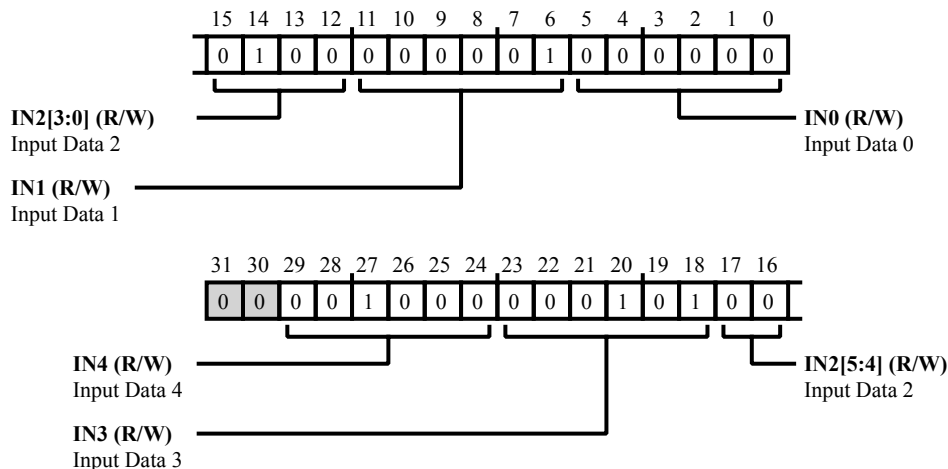 15 14 13 12 11 10 9 8 7 6 5 4 3 2 1 0
0 1 0 0 0 0 0 0 0 1 0 0 0 0 0 0
IN2[3:0] (R/W)
Input Data 2
IN0 (R/W)
Input Data 0
IN1 (R/W)
Input Data 1
31 30 29 28 27 26 25 24 23 22 21 20 19 18 17 16
0 0 0 0 1 0 0 0 0 0 0 1 0 1 0 0
IN4 (R/W)
Input Data 4
IN2[5:4] (R/W)
Input Data 2
IN3 (R/W)
Input Data 3